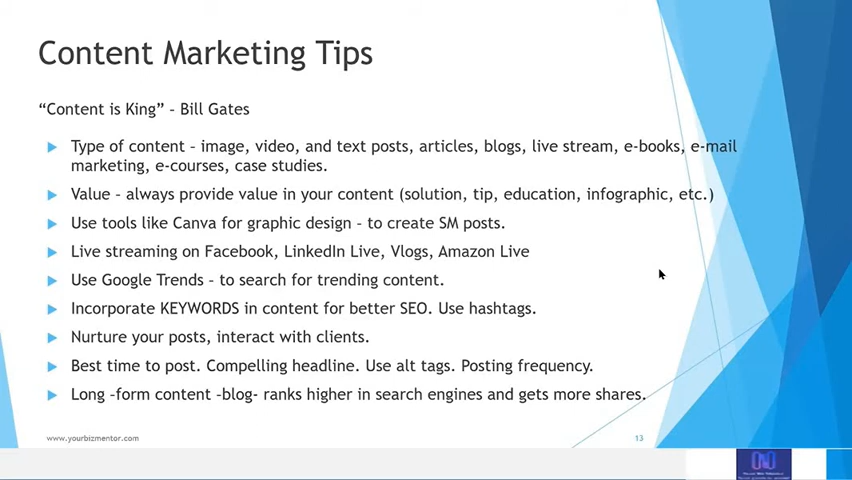 Content Marketing Tips
“Content is King” – Bill Gates
Type of content – image, video, and text posts, articles, blogs, live stream, e-books, e-mail
marketing, e-courses, case studies.
Value – always provide value in your content (solution, tip, education, infographic, etc.)
Use tools like Canva for graphic design – to create SM posts.
Live streaming on Facebook, LinkedIn Live, Vlogs, Amazon Live
Use Google Trends – to search for trending content.
Incorporate KEYWORDS in content for better SEO. Use hashtags.
Nurture your posts, interact with clients.
Best time to post. Compelling headline. Use alt tags. Posting frequency.
Long –form content –blog- ranks higher in search engines and gets more shares.
www.yourbizmentor.com
13